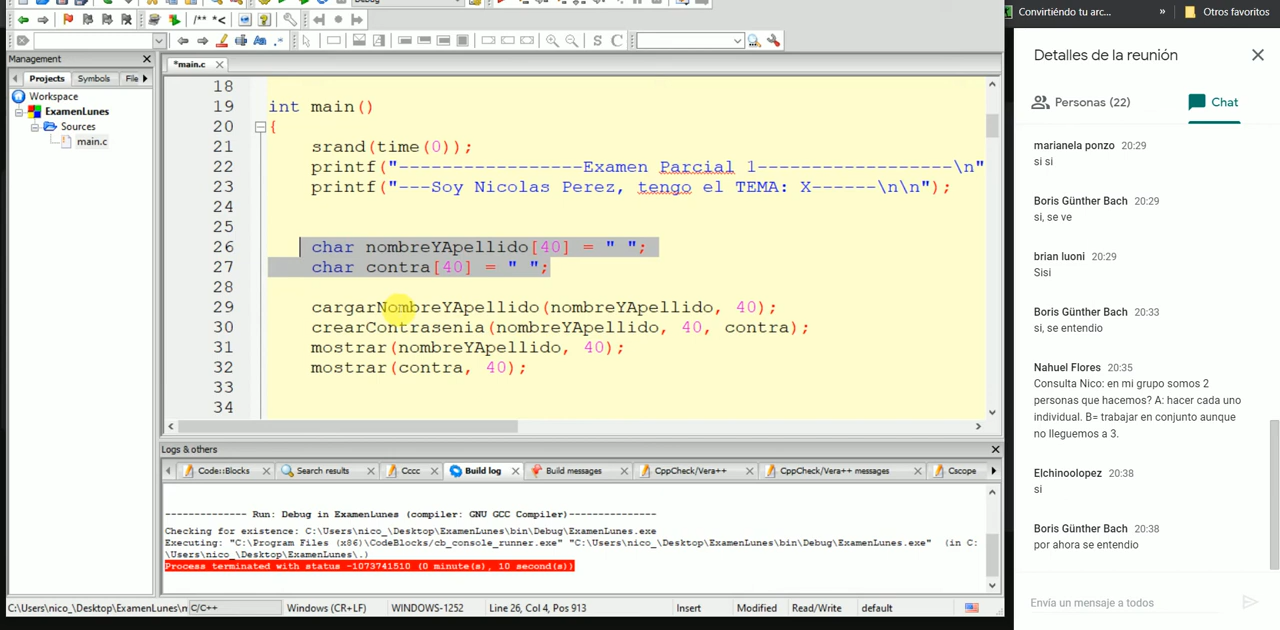 Debug
Convirtiéndo tu arc...
»
Otros favoritos
/** *<
S C
Management
Projects Symbols File
Workspace
ExamenLunes
Sources
main.c
*main.c
18
19 int main()
20 {
21 srand(time(0));
22 printf("-----------------Examen Parcial 1------------------\n"
23 printf("---Soy Nicolas Perez, tengo el TEMA: X------\n\n");
24
25
26 char nombreYApellido[40] = " ";
27 char contra[40] = " ";
28
29 cargarNombreYApellido(nombreYApellido, 40);
30 crearContrasenia(nombreYApellido, 40, contra);
31 mostrar(nombreYApellido, 40);
32 mostrar(contra, 40);
33
34
Logs & others
Code::Blocks Search results Cccc Build log Build messages CppCheck/Vera++ CppCheck/Vera++ messages Cscope
-------------- Run: Debug in ExamenLunes (compiler: GNU GCC Compiler)---------------
Checking for existence: C:\Users\nico_\Desktop\ExamenLunes\bin\Debug\ExamenLunes.exe
Executing: "C:\Program Files (x86)\CodeBlocks/cb_console_runner.exe" "C:\Users\nico_\Desktop\ExamenLunes\bin\Debug\ExamenLunes.exe" (in C:
\Users\nico_\Desktop\ExamenLunes\.)
Process terminated with status -1073741510 (0 minute(s), 10 second(s))
C:\Users\nico_\Desktop\ExamenLunes\m C/C++ Windows (CR+LF) WINDOWS-1252 Line 26, Col 4, Pos 913 Insert Modified Read/Write default
Detalles de la reunión
Personas (22) Chat
marianela ponzo 20:29
si si
Boris Günther Bach 20:29
si, se ve
brian luoni 20:29
Sisi
Boris Günther Bach 20:33
si, se entendio
Nahuel Flores 20:35
Consulta Nico: en mi grupo somos 2
personas que hacemos? A: hacer cada uno
individual. B= trabajar en conjunto aunque
no lleguemos a 3.
Elchinoolopez 20:38
si
Boris Günther Bach 20:38
por ahora se entendio
Envía un mensaje a todos